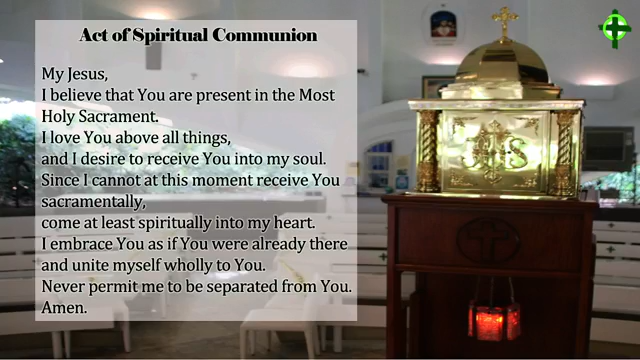 Act of Spiritual Communion
My Jesus,
I believe that You are present in the Most
Holy Sacrament.
I love You above all things,
and I desire to receive You into my soul.
Since I cannot at this moment receive You
sacramentally,
come at least spiritually into my heart.
I embrace You as if You were already there
and unite myself wholly to You.
Never permit me to be separated from You.
Amen.
IHS